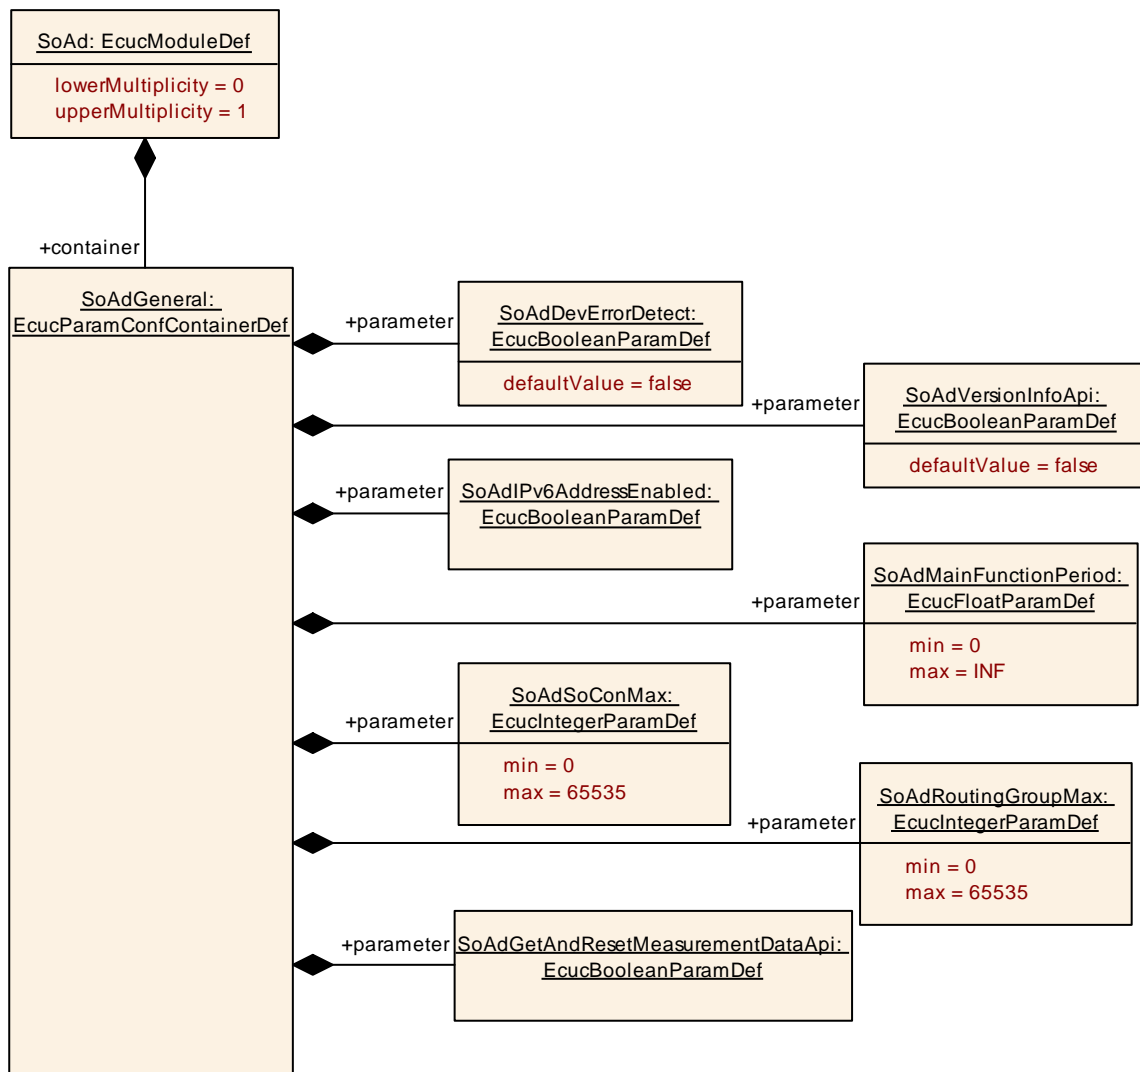 SoAd: EcucModuleDef
lowerMultiplicity = 0
upperMultiplicity = 1
+container
SoAdGeneral:
EcucParamConfContainerDef
+parameter
SoAdDevErrorDetect:
EcucBooleanParamDef
defaultValue = false
+parameter
SoAdVersionInfoApi:
EcucBooleanParamDef
defaultValue = false
+parameter
SoAdIPv6AddressEnabled:
EcucBooleanParamDef
+parameter
SoAdMainFunctionPeriod:
EcucFloatParamDef
min = 0
max = INF
+parameter
SoAdSoConMax:
EcucIntegerParamDef
min = 0
max = 65535
+parameter
SoAdRoutingGroupMax:
EcucIntegerParamDef
min = 0
max = 65535
+parameter
SoAdGetAndResetMeasurementDataApi:
EcucBooleanParamDef